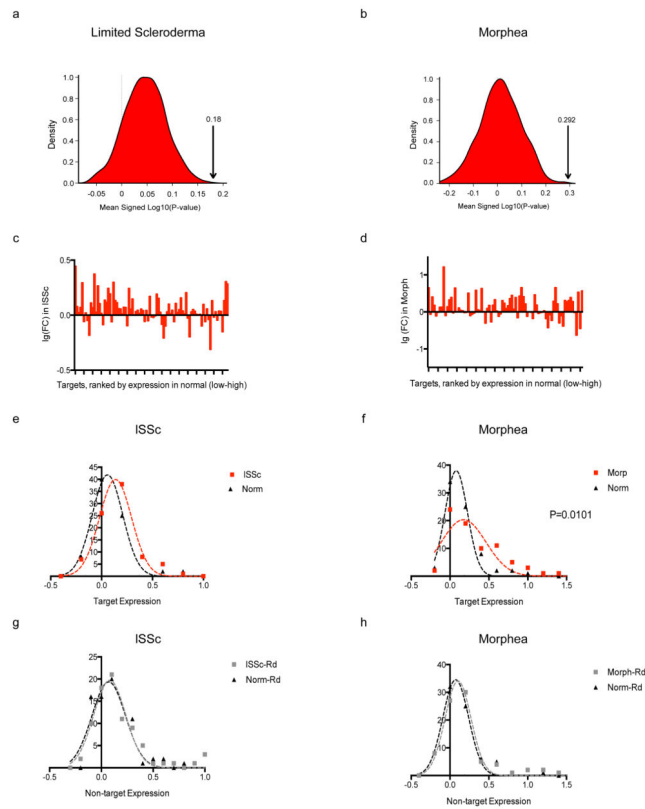 a
Limited Scleroderma
Density
1.0
0.8
0.6
0.4
0.2
0.0
0.18
-0.05
0
0.05
0.1
0.15
0.2
Mean Signed Log10(P-value)
b
Morphea
Density
1.0
0.8
0.6
0.4
0.2
0.0
0.292
-0.2
-0.1
0
0.1
0.2
0.3
Mean Signed Log10(P-value)
c
lg(FC) in ISSc
0.5
0.0
-0.5
Targets, ranked by expression in normal (low-high)
d
lg(FC) in Morph
1
0
-1
Targets, ranked by expression in normal (low-high)
e
ISSc
45
40
35
30
25
20
15
10
5
-0.5
0.0
0.5
1.0
Target Expression
ISSc
Norm
f
Morphea
40
30
20
10
0
-0.5
0.0
0.5
1.0
1.5
Target Expression
Morp
Norm
P=0.0101
g
ISSc
25
20
15
10
5
0
-0.5
0.0
0.5
1.0
Non-target Expression
ISSc-Rd
Norm-Rd
h
Morphea
40
30
20
10
0
-0.5
0.0
0.5
1.0
1.5
Non-target Expression
Morph-Rd
Norm-Rd